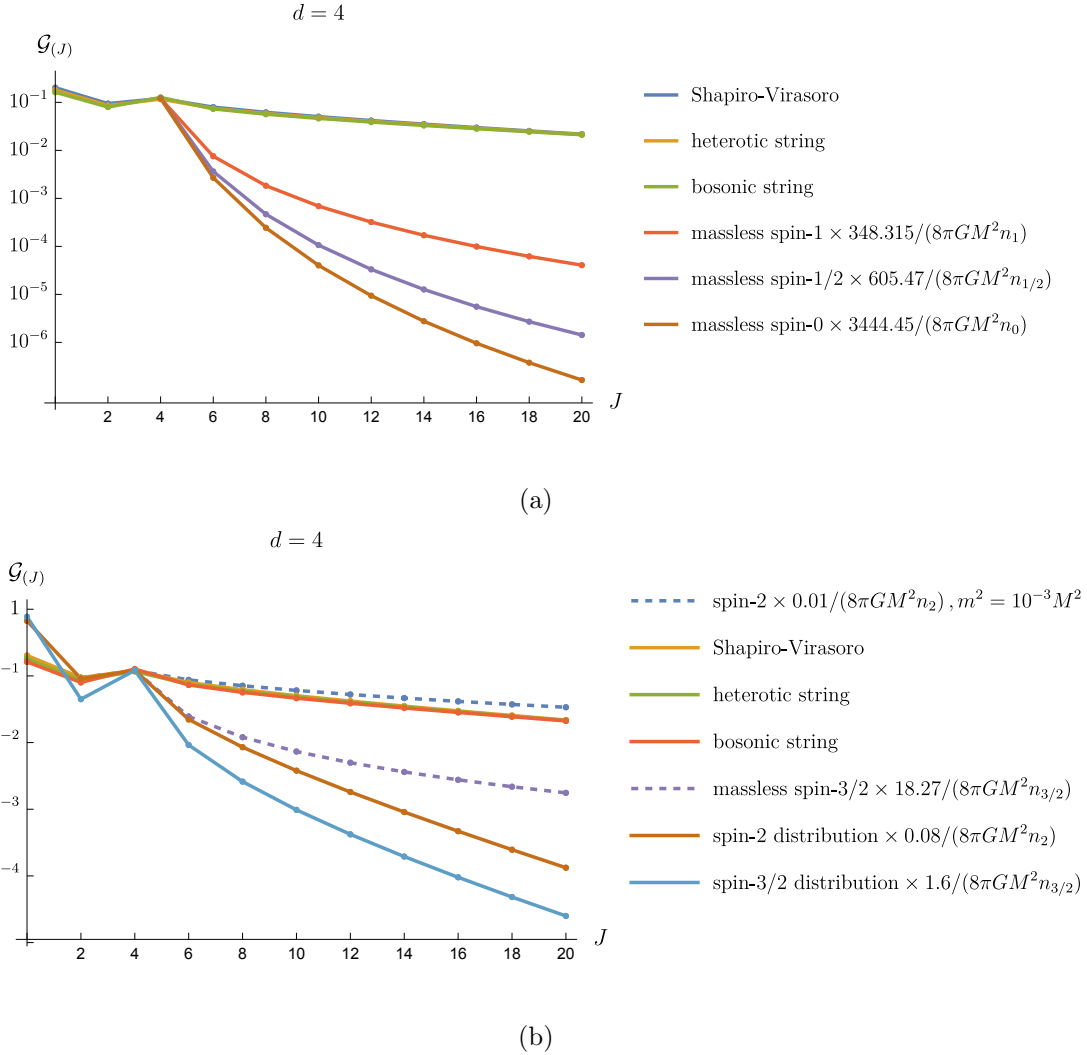 d = 4
𝒢(J)
10⁻¹
10⁻²
10⁻³
10⁻⁴
10⁻⁵
10⁻⁶
2 4 6 8 10 12 14 16 18 20
J
Shapiro-Virasoro
heterotic string
bosonic string
massless spin-1 × 348.315/(8πGM²n₁)
massless spin-1/2 × 605.47/(8πGM²n₁/₂)
massless spin-0 × 3444.45/(8πGM²n₀)
(a)
d = 4
𝒢(J)
1
−1
−2
−3
−4
2 4 6 8 10 12 14 16 18 20
J
spin-2 × 0.01/(8πGM²n₂) , m² = 10⁻³M²
Shapiro-Virasoro
heterotic string
bosonic string
massless spin-3/2 × 18.27/(8πGM²n₃/₂)
spin-2 distribution × 0.08/(8πGM²n₂)
spin-3/2 distribution × 1.6/(8πGM²n₃/₂)
(b)